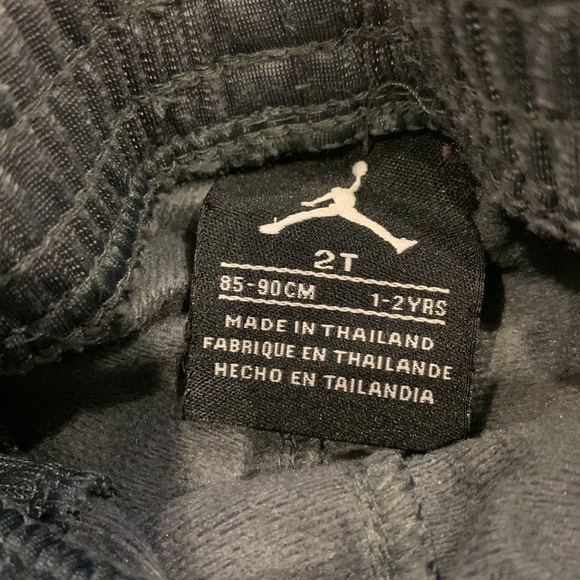 2T
85-90CM 1-2YRS
MADE IN THAILAND
FABRIQUE EN THAILANDE
HECHO EN TAILANDIA